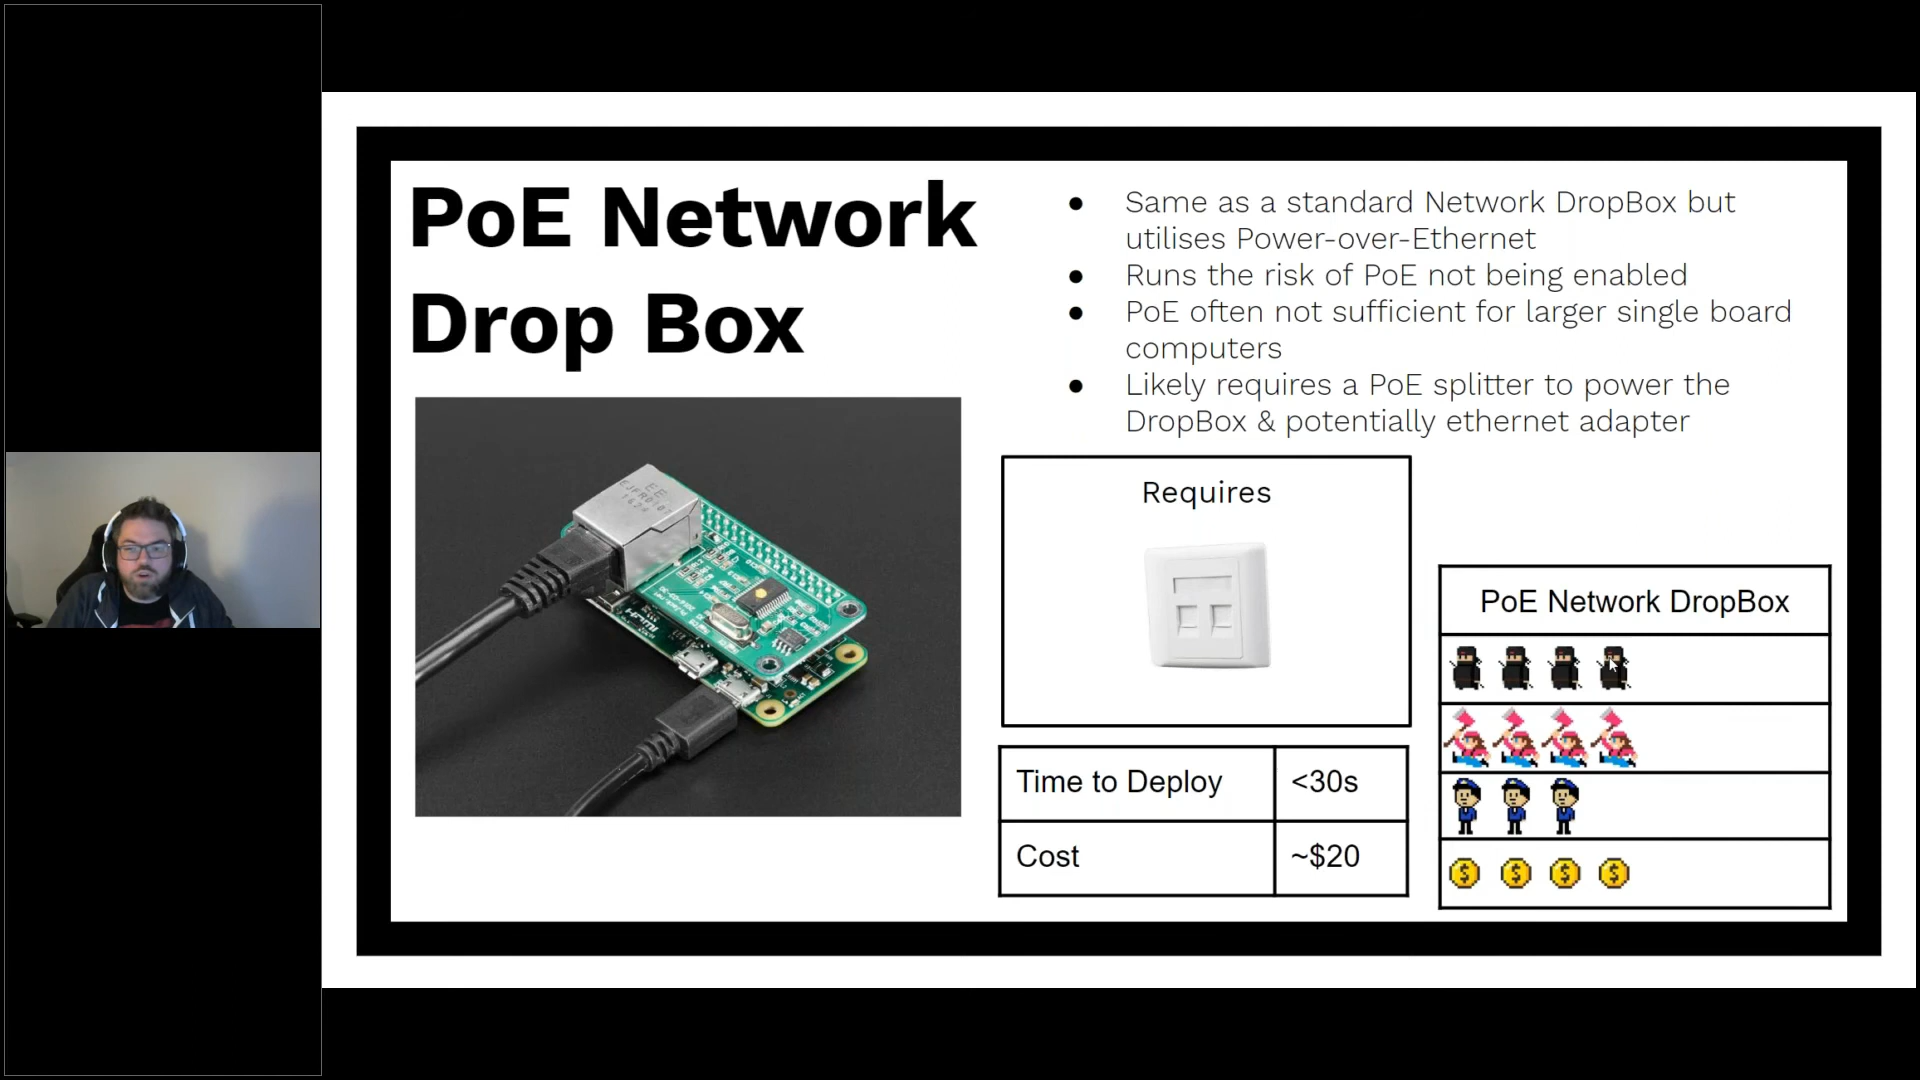 PoE Network
Drop Box
● Same as a standard Network DropBox but
utilises Power-over-Ethernet
● Runs the risk of PoE not being enabled
● PoE often not sufficient for larger single board
computers
● Likely requires a PoE splitter to power the
DropBox & potentially ethernet adapter
Requires
Time to Deploy <30s
Cost ~$20
PoE Network DropBox